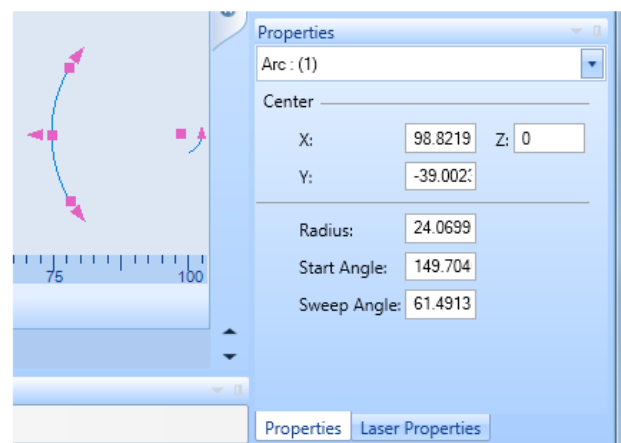 Properties
Arc : (1)
Center
X: 98.8219 Z: 0
Y: -39.002
Radius: 24.0699
Start Angle: 149.704
Sweep Angle: 61.4913
75 100
Properties Laser Properties